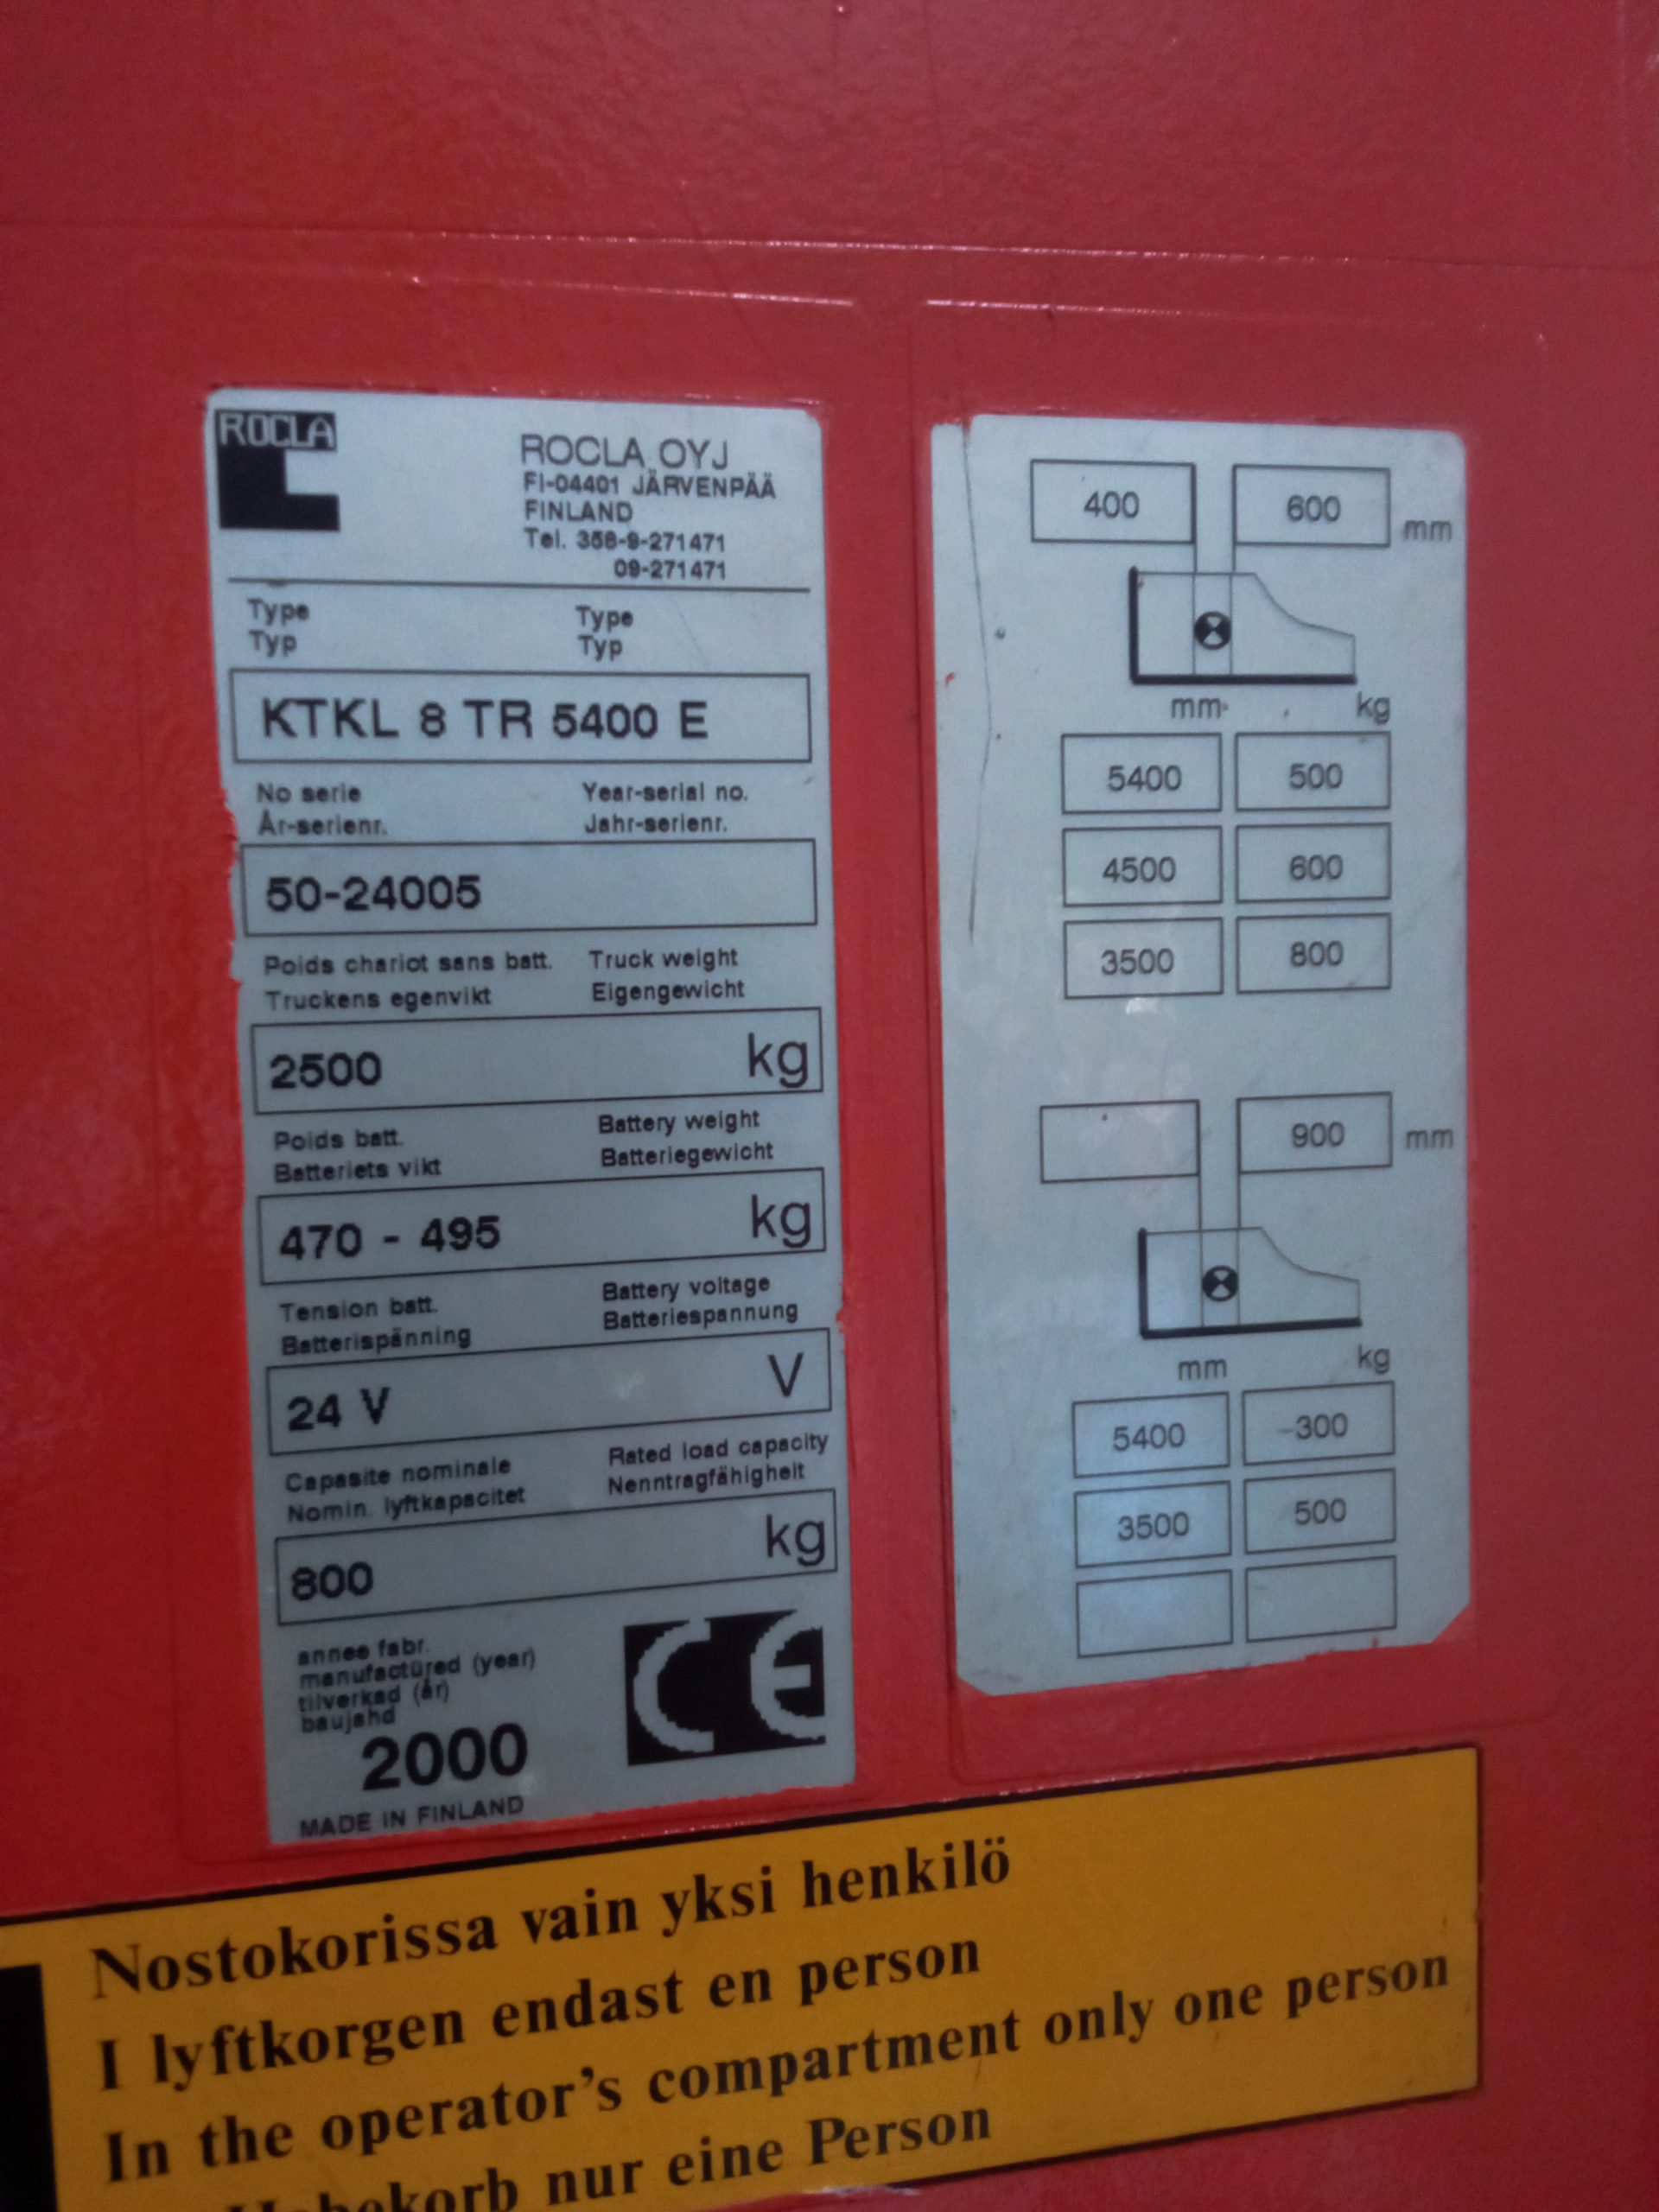 ROCLA
ROCLA OYJ
FI-04401 JÄRVENPÄÄ
FINLAND
Tel. 358-9-271471
09-271471
Type Type
Typ Typ
KTKL 8 TR 5400 E
No serie Year-serial no.
År-serienr. Jahr-serienr.
50-24005
Poids chariot sans batt. Truck weight
Truckens egenvikt Eigengewicht
2500 kg
Poids batt. Battery weight
Batteriets vikt Batteriegewicht
470 - 495 kg
Tension batt. Battery voltage
Batterispänning Batteriespannung
24 V V
Capasite nominale Rated load capacity
Nomin. lyftkapacitet Nenntragfähigheit
800 kg
annee fabr.
manufactüred (year)
tilverkad (år)
baujahd
2000
CE
MADE IN FINLAND
400 600 mm
mm kg
5400 500
4500 600
3500 800
900 mm
mm kg
5400 300
3500 500
Nostokorissa vain yksi henkilö
I lyftkorgen endast en person
In the operator's compartment only one person
nur eine Person